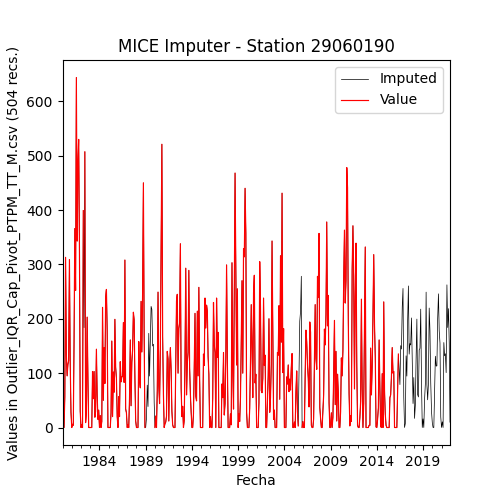 MICE Imputer - Station 29060190
Imputed
Value
Values in Outlier_IQR_Cap_Pivot_PTPM_TT_M.csv (504 recs.)
600
500
400
300
200
100
0
1984 1989 1994 1999 2004 2009 2014 2019
Fecha